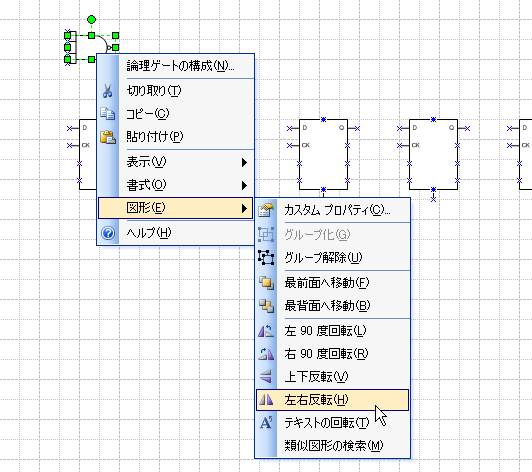 論理ゲートの構成(N)...
切り取り(T)
コピー(C)
貼り付け(P)
表示(V)
書式(O)
図形(E)
ヘルプ(H)
D
CK
D Q
CK
D Q
CK
D
CK
カスタム プロパティ(C)...
グループ化(G)
グループ解除(U)
最前面へ移動(F)
最背面へ移動(B)
左 90 度回転(L)
右 90 度回転(R)
上下反転(V)
左右反転(H)
テキストの回転(T)
類似図形の検索(M)